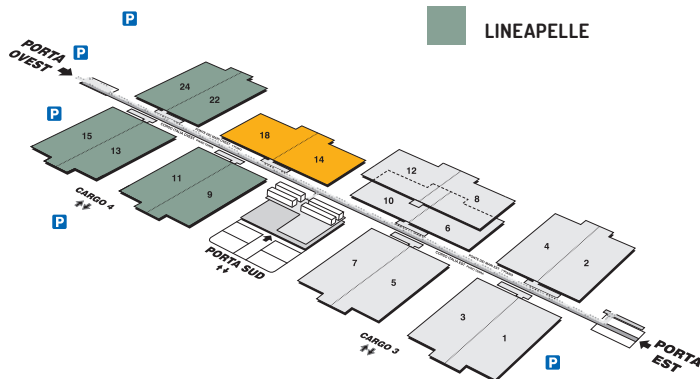 P
LINEAPELLE
P
PORTA
OVEST
24
22
P
15
13
18
14
11
9
12
8
10
6
CARGO 4
P
PORTA SUD
4
2
7
5
3
1
CARGO 3
P
PORTA
EST